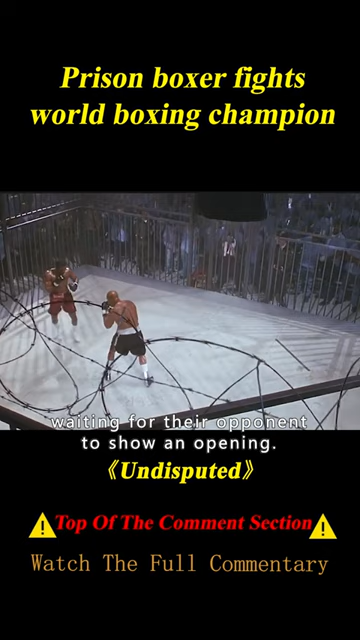 Prison boxer fights
world boxing champion
waiting for their opponent
to show an opening.
《Undisputed》
Top Of The Comment Section
Watch The Full Commentary